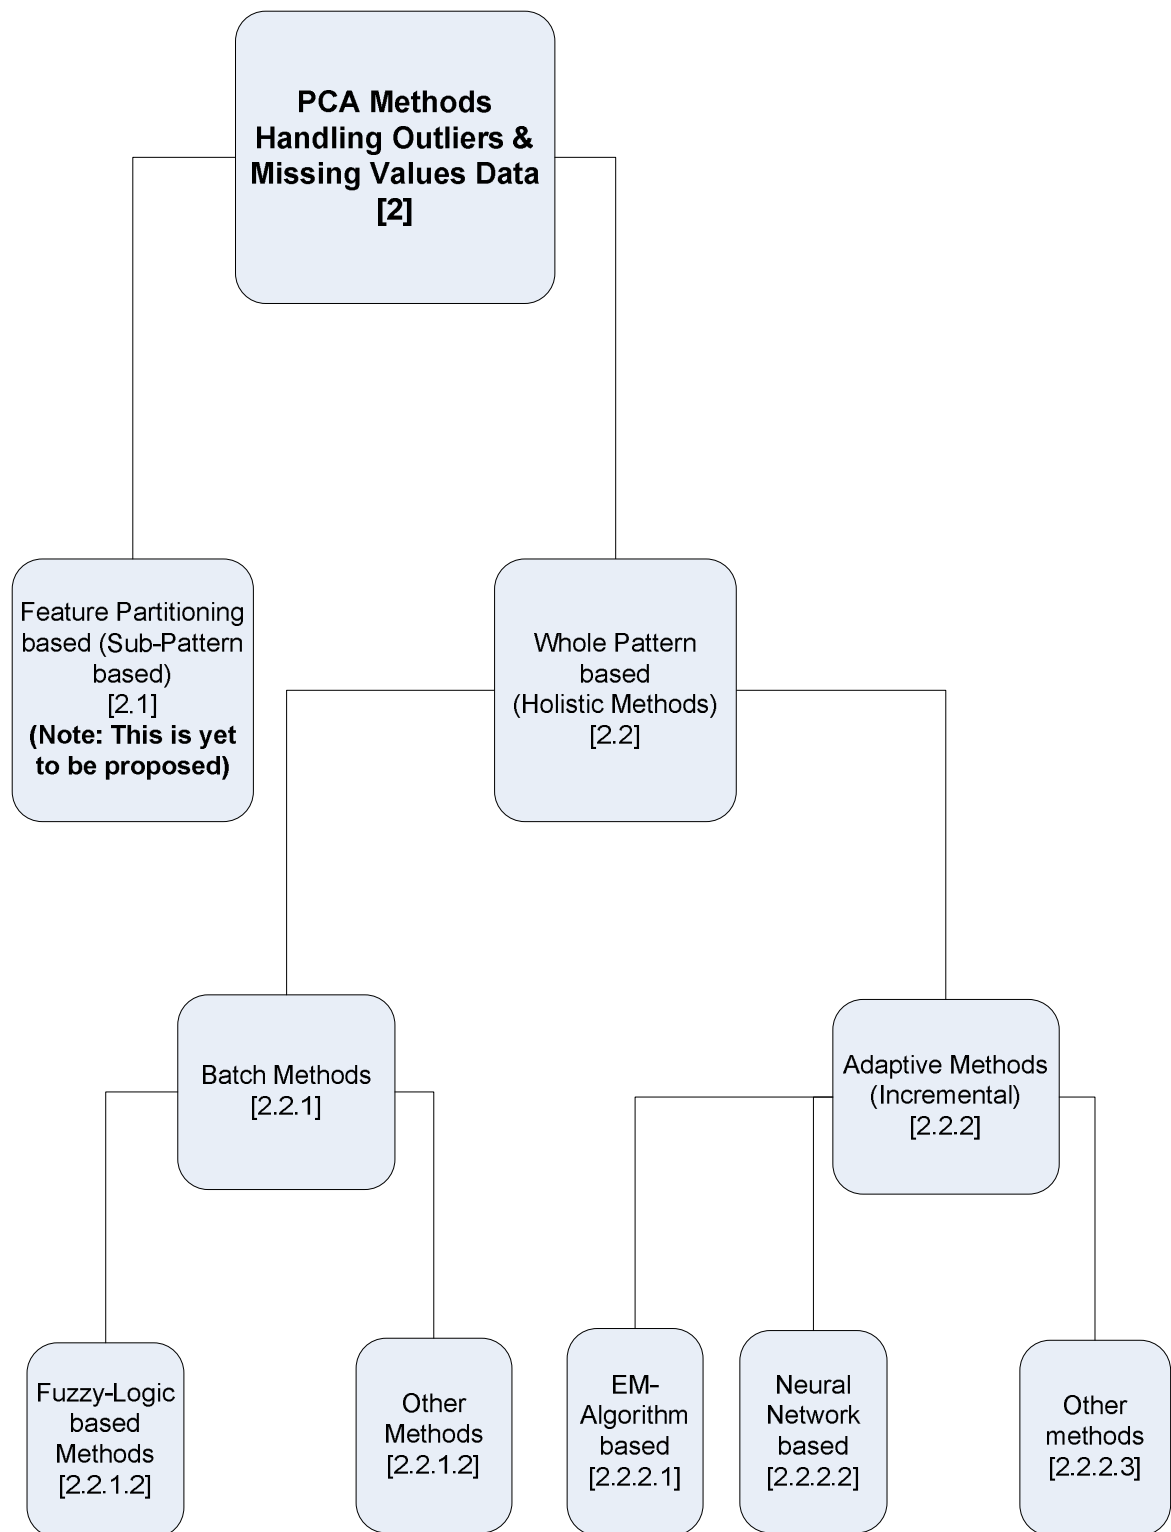 PCA Methods
Handling Outliers &
Missing Values Data
[2]
Feature Partitioning
based (Sub-Pattern
based)
[2.1]
(Note: This is yet
to be proposed)
Whole Pattern
based
(Holistic Methods)
[2.2]
Batch Methods
[2.2.1]
Adaptive Methods
(Incremental)
[2.2.2]
Fuzzy-Logic
based
Methods
[2.2.1.2]
Other
Methods
[2.2.1.2]
EM-
Algorithm
based
[2.2.2.1]
Neural
Network
based
[2.2.2.2]
Other
methods
[2.2.2.3]